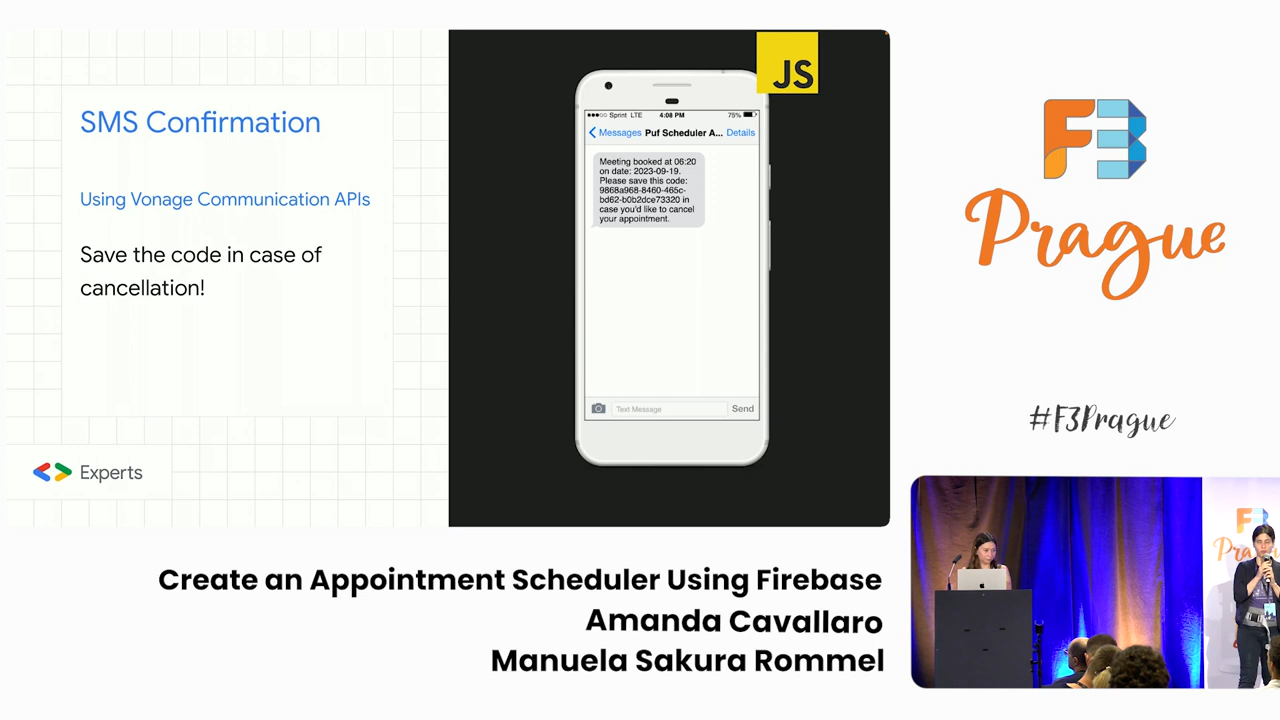 SMS Confirmation
Using Vonage Communication APIs
Save the code in case of
cancellation!
Experts
JS
Sprint LTE 4:08 PM 75%
Messages Puf Scheduler A... Details
Meeting booked at 06:20
on date: 2023-09-19.
Please save this code:
9868a968-8460-465c-
bd62-b0b2dce73320 in
case you'd like to cancel
your appointment.
Text Message Send
F3
Prague
#F3Prague
F3
Prague
Create an Appointment Scheduler Using Firebase
Amanda Cavallaro
Manuela Sakura Rommel